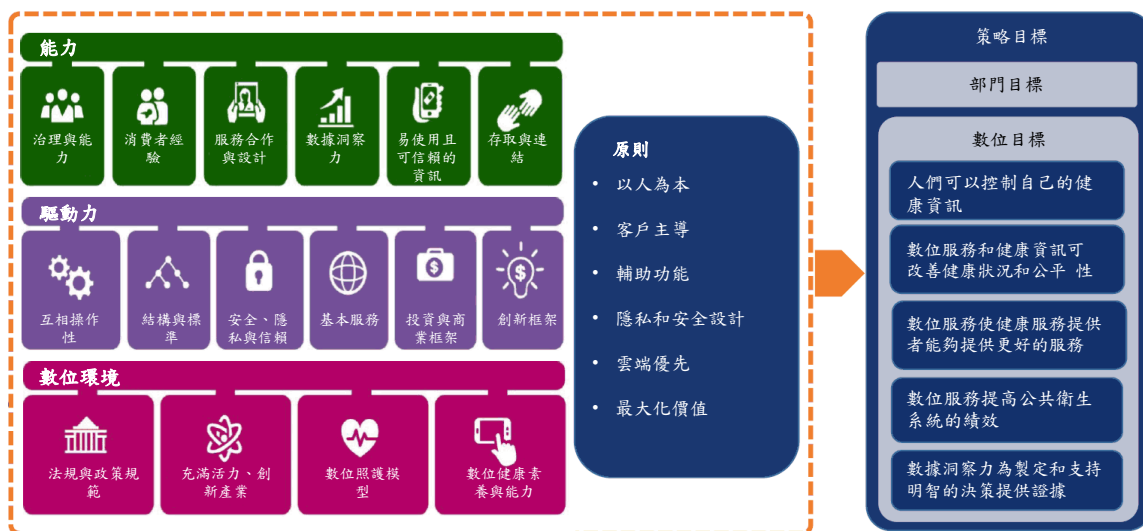 能力
治理與能
力
消費者經
驗
服務合作
與設計
數據洞察
力
易使用且
可信賴的
資訊
存取與連
結
驅動力
互相操作
性
結構與標
準
安全、隱
私與信賴
基本服務
投資與商
業框架
創新框架
數位環境
法規與政策規
範
充滿活力、創
新產業
數位照護模
型
數位健康素
養與能力
原則
• 以人為本
• 客戶主導
• 輔助功能
• 隱私和安全設計
• 雲端優先
• 最大化價值
策略目標
部門目標
數位目標
人們可以控制自己的健
康資訊
數位服務和健康資訊可
改善健康狀況和公平 性
數位服務使健康服務提供
者能夠提供更好的服務
數位服務提高公共衛生
系統的績效
數據洞察力為製定和支持
明智的決策提供證據